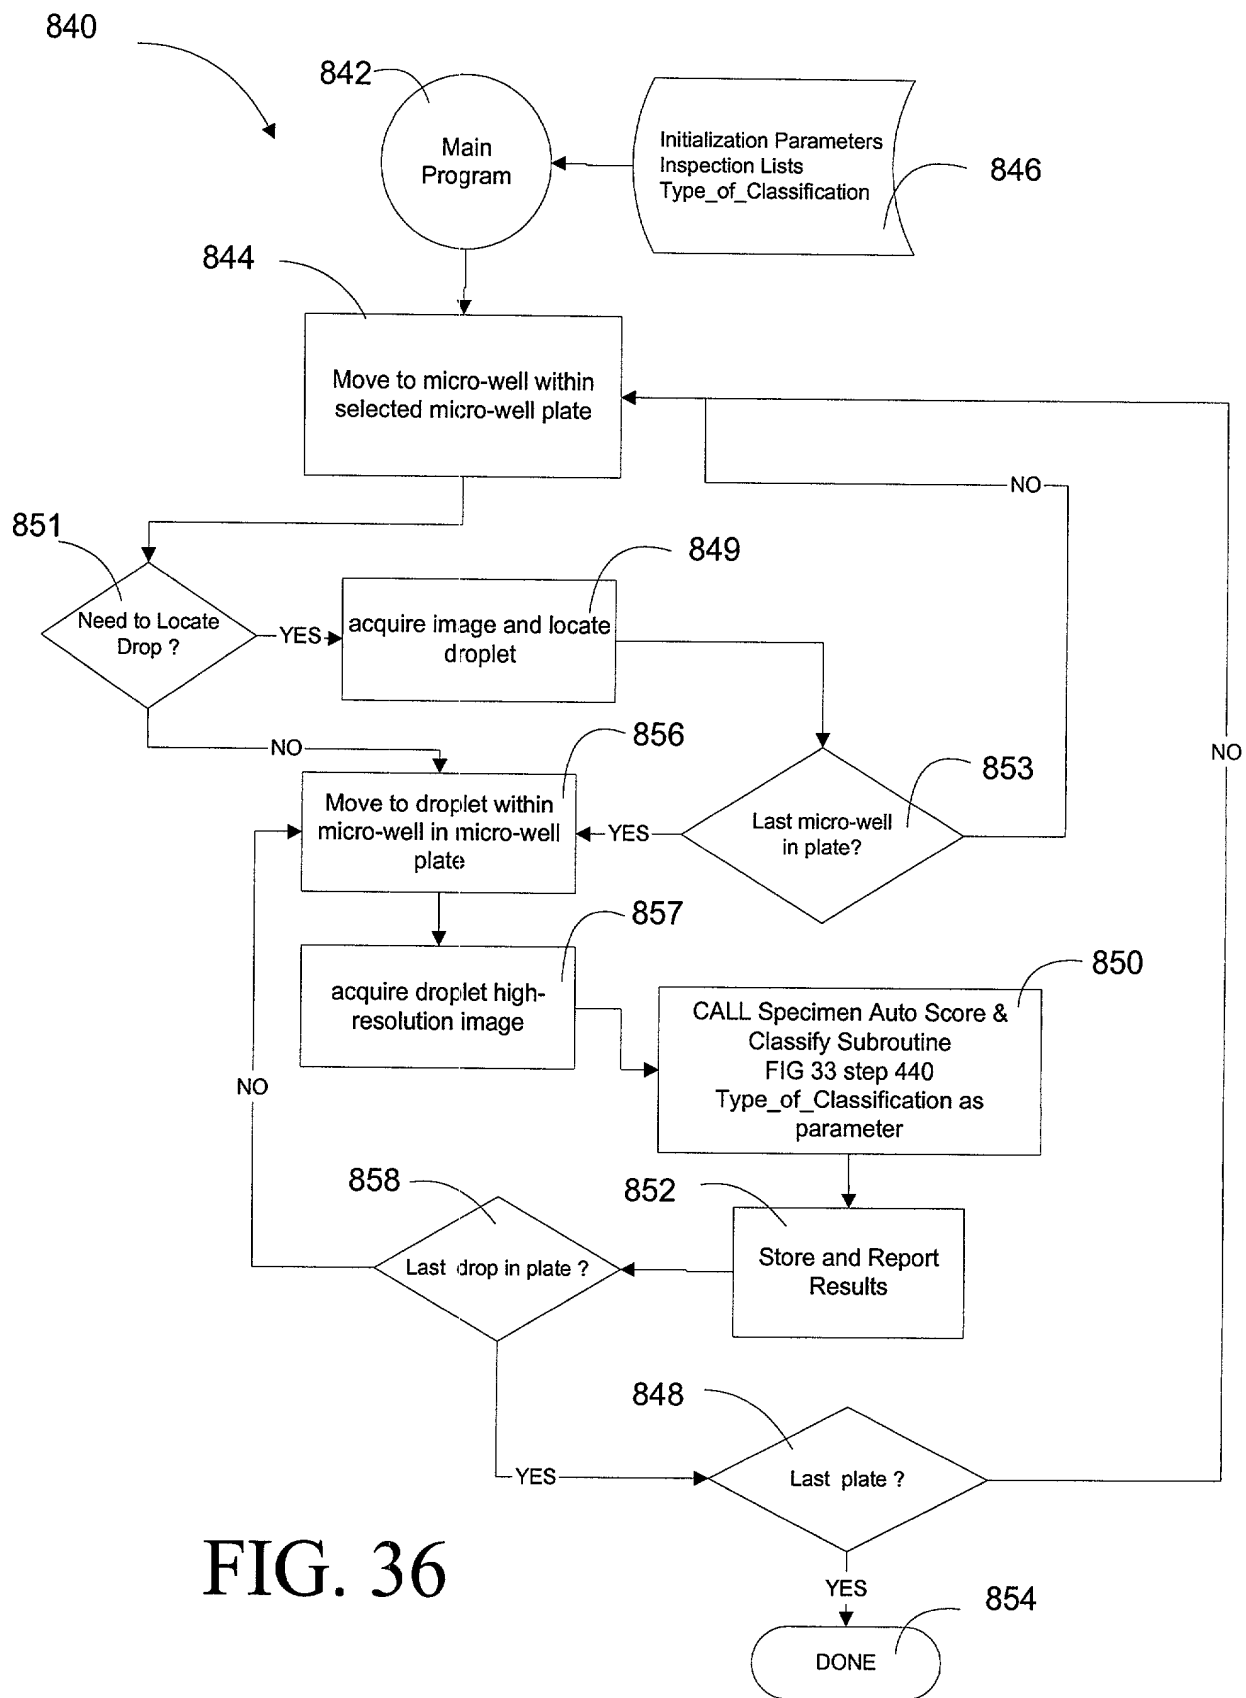 840
842
Main
Program
Initialization Parameters
Inspection Lists
Type_of_Classification
846
844
Move to micro-well within
selected micro-well plate
NO
851
Need to Locate
Drop ?
YES
849
acquire image and locate
droplet
NO
856
Move to droplet within
micro-well in micro-well
plate
YES
853
Last micro-well
in plate?
NO
857
acquire droplet high-
resolution image
850
CALL Specimen Auto Score &
Classify Subroutine
FIG 33 step 440
Type_of_Classification as
parameter
NO
858
Last drop in plate ?
852
Store and Report
Results
848
YES
Last plate ?
YES
854
DONE
FIG. 36